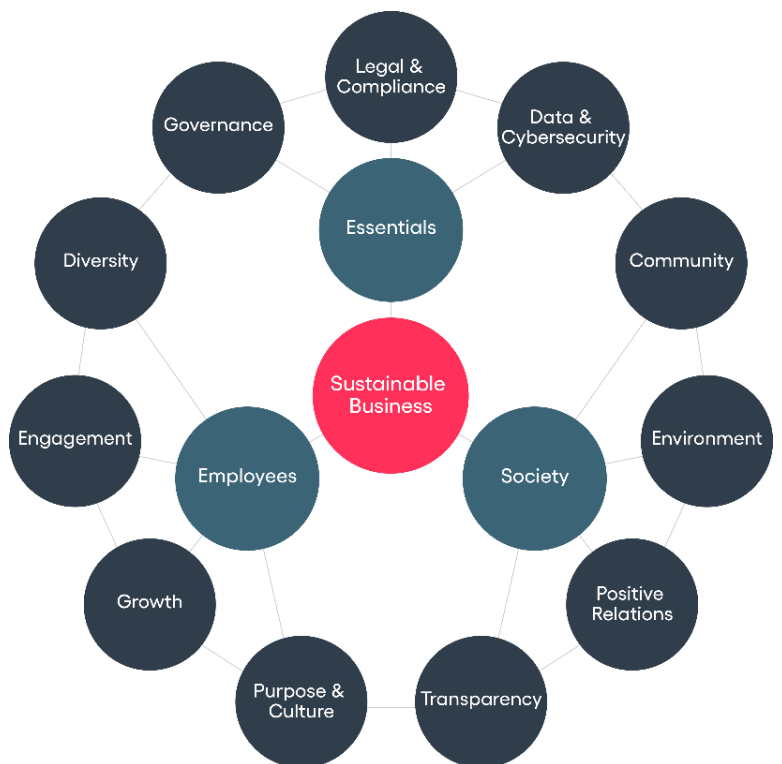 Legal &
Compliance
Governance
Data &
Cybersecurity
Essentials
Diversity
Community
Sustainable
Business
Engagement
Environment
Employees
Society
Growth
Positive
Relations
Purpose &
Culture
Transparency